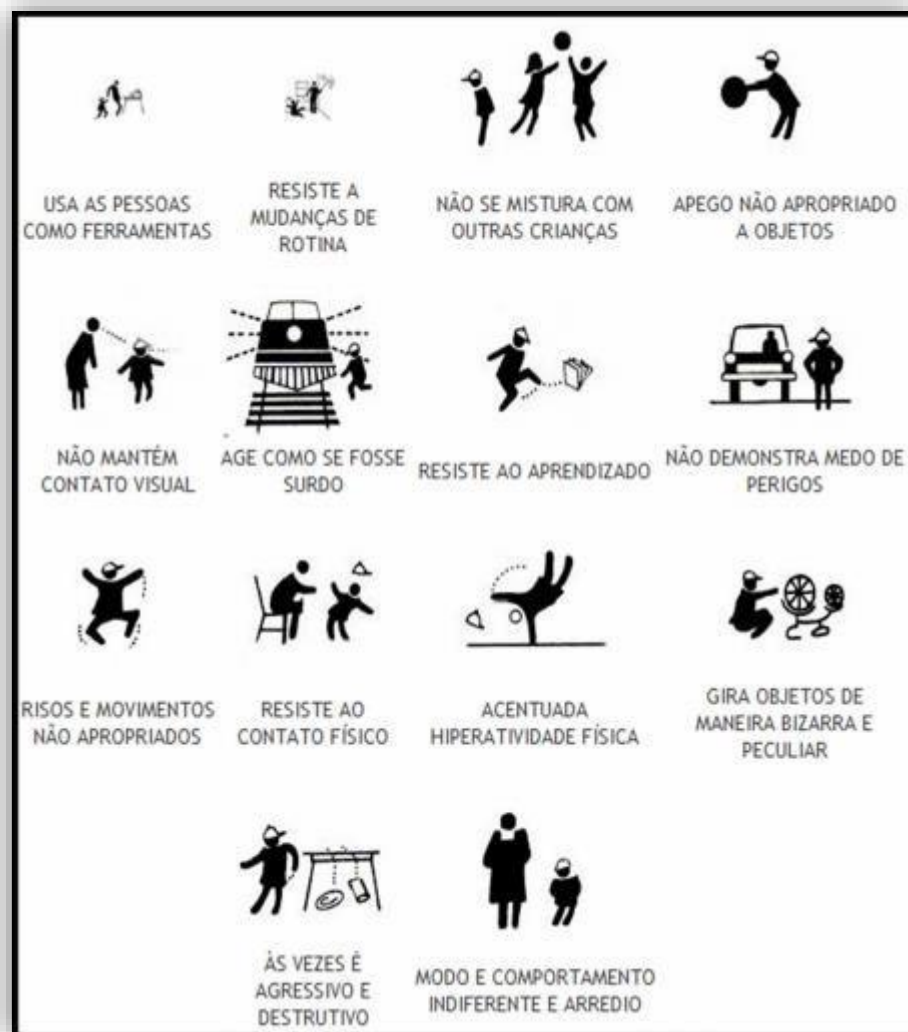 USA AS PESSOAS
COMO FERRAMENTAS
RESISTE A
MUDANÇAS DE
ROTINA
NÃO SE MISTURA COM
OUTRAS CRIANÇAS
APEGO NÃO APROPRIADO
A OBJETOS
NÃO MANTÉM
CONTATO VISUAL
AGE COMO SE FOSSE
SURDO
RESISTE AO APRENDIZADO
NÃO DEMONSTRA MEDO DE
PERIGOS
RISOS E MOVIMENTOS
NÃO APROPRIADOS
RESISTE AO
CONTATO FÍSICO
ACENTUADA
HIPERATIVIDADE FÍSICA
GIRA OBJETOS DE
MANEIRA BIZARRA E
PECULIAR
ÀS VEZES É
AGRESSIVO E
DESTRUTIVO
MODO E COMPORTAMENTO
INDIFERENTE E ARREDIO